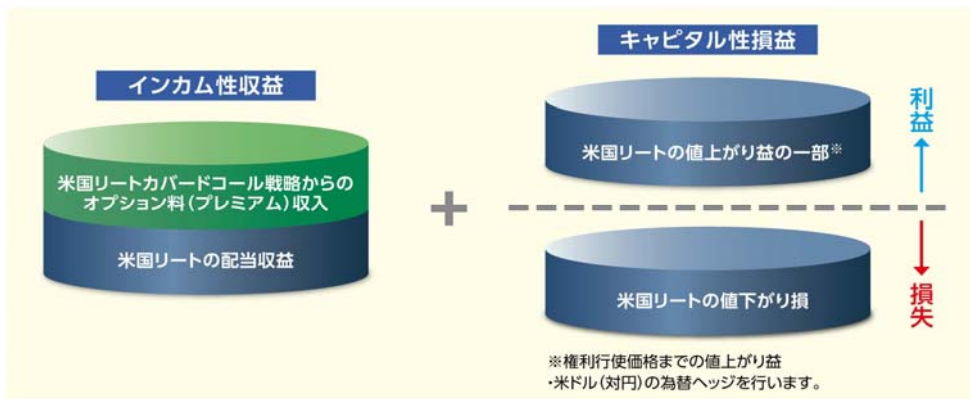 インカム性収益
米国リートカバードコール戦略からの
オプション料(プレミアム)収入
米国リートの配当収益
+
キャピタル性損益
米国リートの値上がり益の一部※
米国リートの値下がり損
利益
損失
※権利行使価格までの値上がり益
・米ドル(対円)の為替ヘッジを行います。